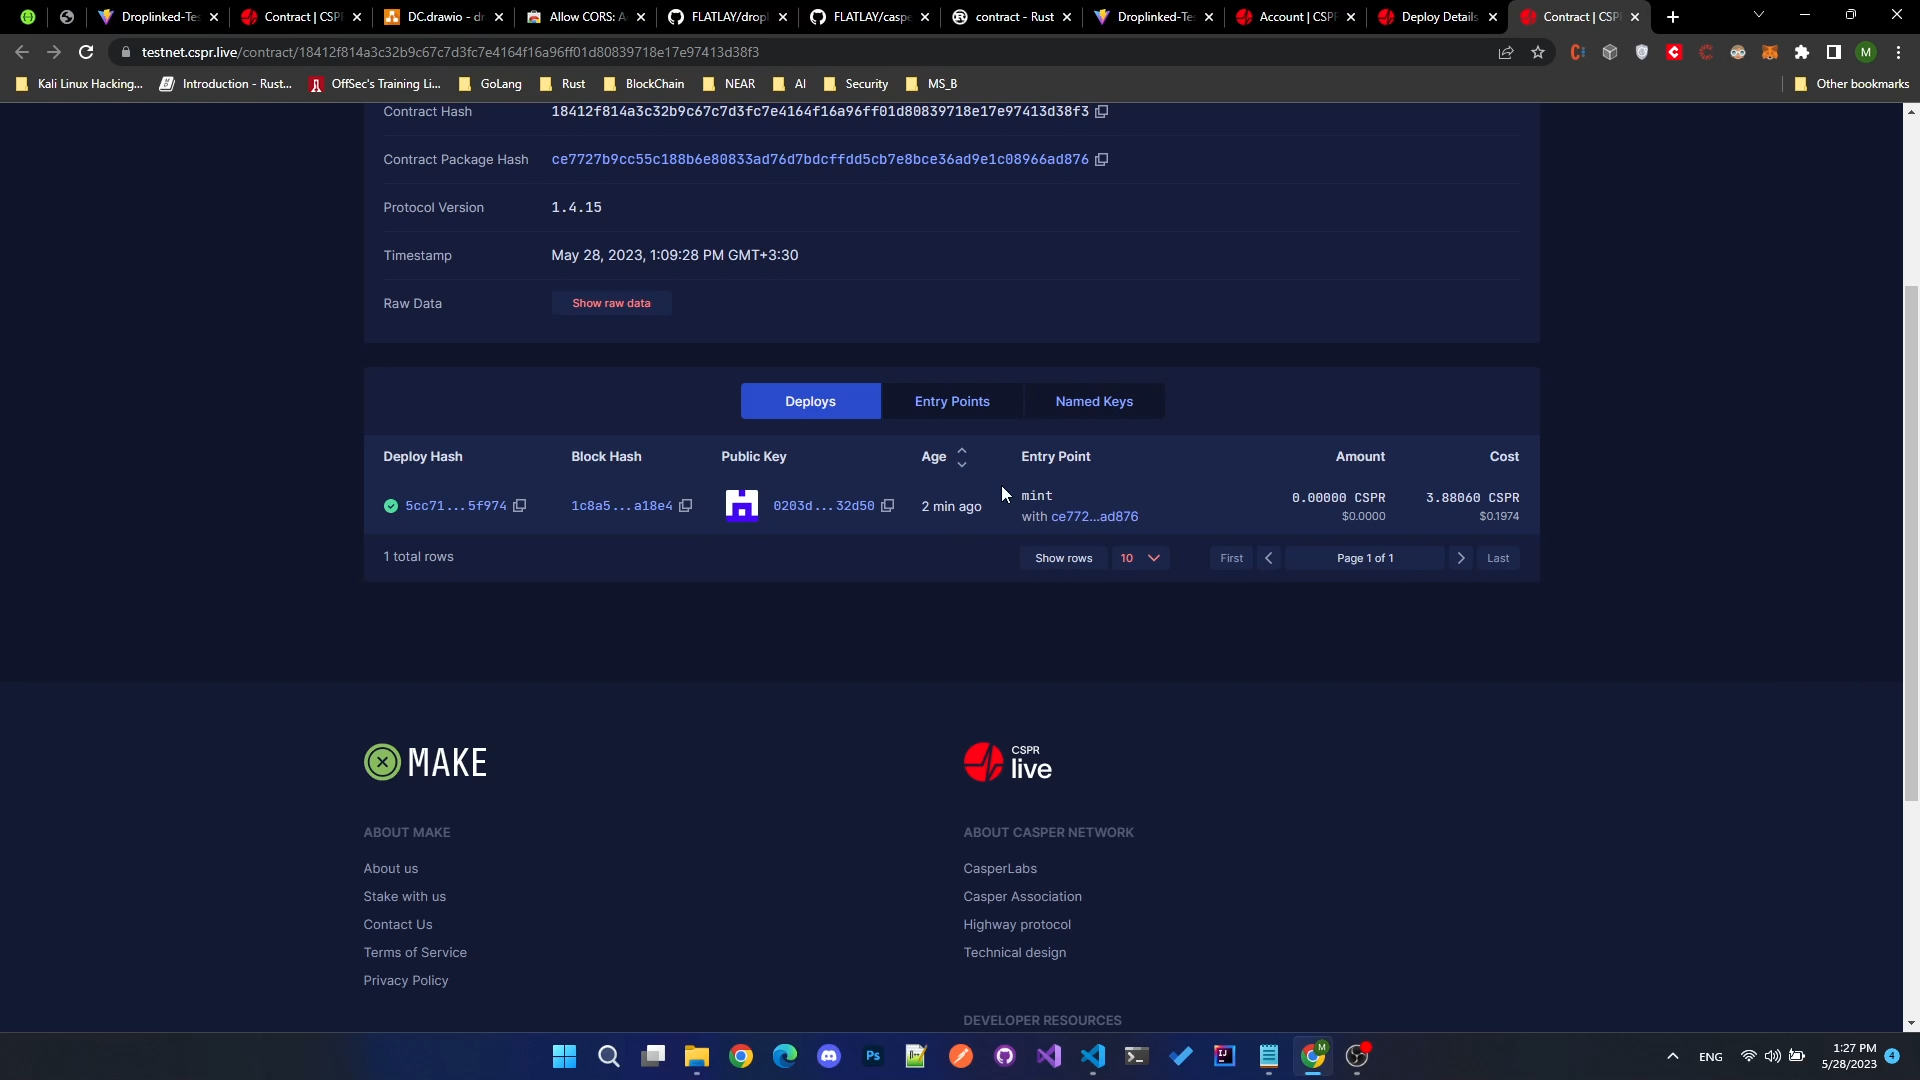 Droplinked-Te
Contract | CSP
DC.drawio - dr
Allow CORS: A
FLATLAY/dropl
FLATLAY/caspe
contract - Rust
Droplinked-Te
Account | CSPR
Deploy Details
Contract | CSP
testnet.cspr.live/contract/18412f814a3c32b9c67c7d3fc7e4164f16a96ff01d80839718e17e97413d38f3
M
Kali Linux Hacking...
Introduction - Rust...
OffSec's Training Li...
GoLang
Rust
BlockChain
NEAR
AI
Security
MS_B
Other bookmarks
Contract Hash 18412f814a3c32b9c67c7d3fc7e4164f16a96ff01d80839718e17e97413d38f3
Contract Package Hash ce7727b9cc55c188b6e80833ad76d7bdcffdd5cb7e8bce36ad9e1c08966ad876
Protocol Version 1.4.15
Timestamp May 28, 2023, 1:09:28 PM GMT+3:30
Raw Data Show raw data
Deploys Entry Points Named Keys
Deploy Hash Block Hash Public Key Age Entry Point Amount Cost
5cc71...5f974 1c8a5...a18e4 0203d...32d50 2 min ago mint 0.00000 CSPR 3.88060 CSPR
with ce772...ad876 $0.0000 $0.1974
1 total rows Show rows 10 First Page 1 of 1 Last
MAKE
CSPR
live
ABOUT MAKE
About us
Stake with us
Contact Us
Terms of Service
Privacy Policy
ABOUT CASPER NETWORK
CasperLabs
Casper Association
Highway protocol
Technical design
DEVELOPER RESOURCES
Ps
IJ
M
ENG
1:27 PM
5/28/2023
4